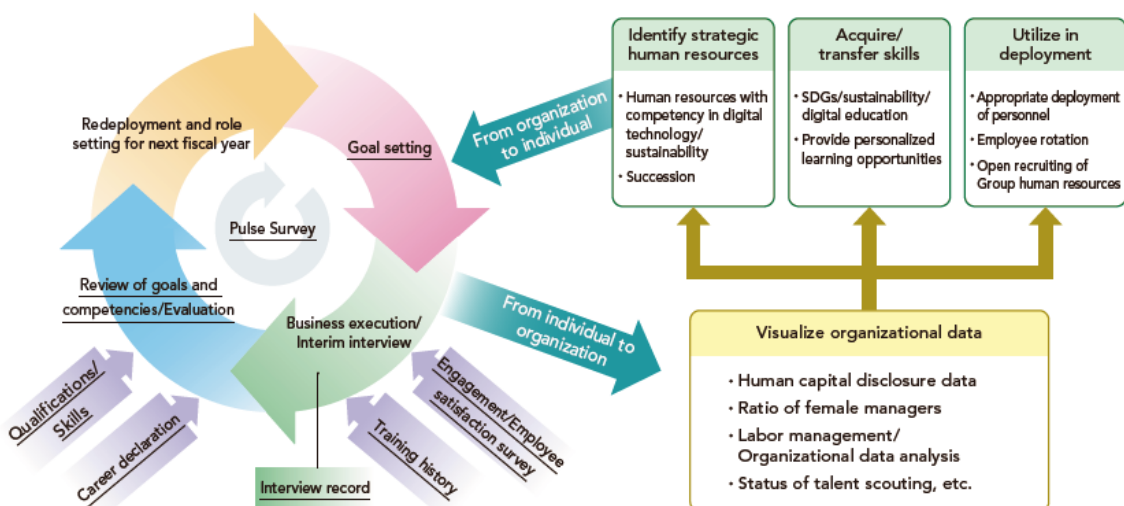 Redeployment and role
setting for next fiscal year
Goal setting
Pulse Survey
Review of goals and
competencies/Evaluation
Business execution/
Interim interview
Qualifications/
Skills
Career declaration
Interview record
Training history
Engagement/Employee
satisfaction survey
From organization
to individual
From individual to
organization
Identify strategic
human resources
・Human resources with
competency in digital
technology/
sustainability
・Succession
Acquire/
transfer skills
・SDGs/sustainability/
digital education
・Provide personalized
learning opportunities
Utilize in
deployment
・Appropriate deployment
of personnel
・Employee rotation
・Open recruiting of
Group human resources
Visualize organizational data
・Human capital disclosure data
・Ratio of female managers
・Labor management/
Organizational data analysis
・Status of talent scouting, etc.